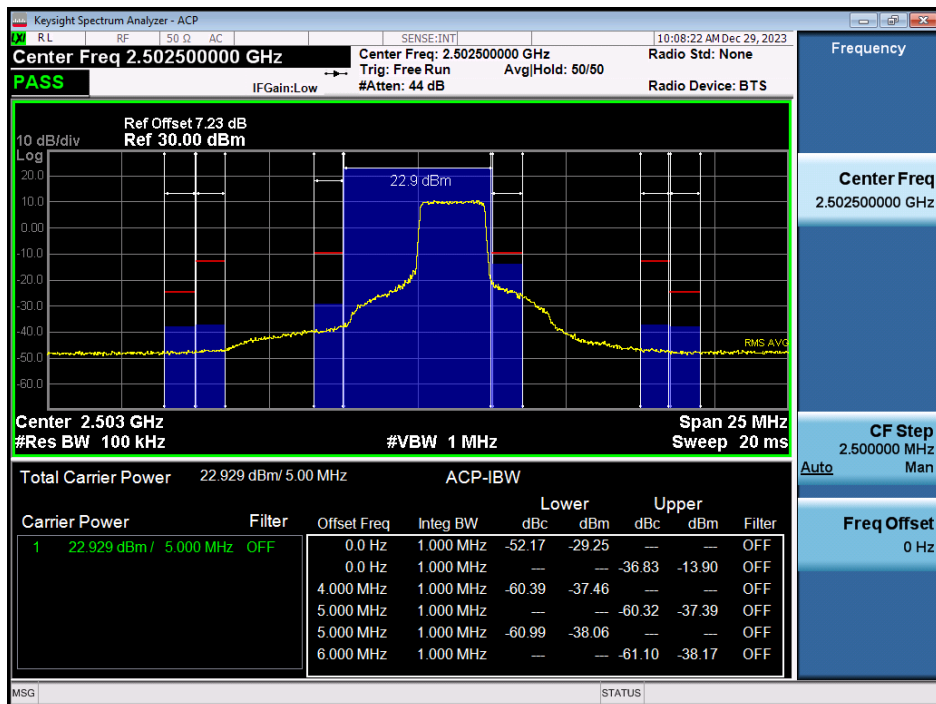 Keysight Spectrum Analyzer - ACP
LXI RL RF 50 Ω AC SENSE:INT 10:08:22 AM Dec 29, 2023
Center Freq 2.502500000 GHz
Center Freq: 2.502500000 GHz Radio Std: None
Trig: Free Run Avg|Hold: 50/50
PASS IFGain:Low #Atten: 44 dB Radio Device: BTS
Ref Offset 7.23 dB
10 dB/div Ref 30.00 dBm
Log
20.0
10.0
0.00
-10.0
-20.0
-30.0
-40.0
-50.0
-60.0
22.9 dBm
RMS AVG
Center 2.503 GHz Span 25 MHz
#Res BW 100 kHz #VBW 1 MHz Sweep 20 ms
Total Carrier Power 22.929 dBm/ 5.00 MHz ACP-IBW
Lower Upper
Carrier Power Filter Offset Freq Integ BW dBc dBm dBc dBm Filter
1 22.929 dBm / 5.000 MHz OFF 0.0 Hz 1.000 MHz -52.17 -29.25 --- --- OFF
0.0 Hz 1.000 MHz --- --- -36.83 -13.90 OFF
4.000 MHz 1.000 MHz -60.39 -37.46 --- --- OFF
5.000 MHz 1.000 MHz --- --- -60.32 -37.39 OFF
5.000 MHz 1.000 MHz -60.99 -38.06 --- --- OFF
6.000 MHz 1.000 MHz --- --- -61.10 -38.17 OFF
MSG STATUS
Frequency
Center Freq
2.502500000 GHz
CF Step
2.500000 MHz
Auto Man
Freq Offset
0 Hz